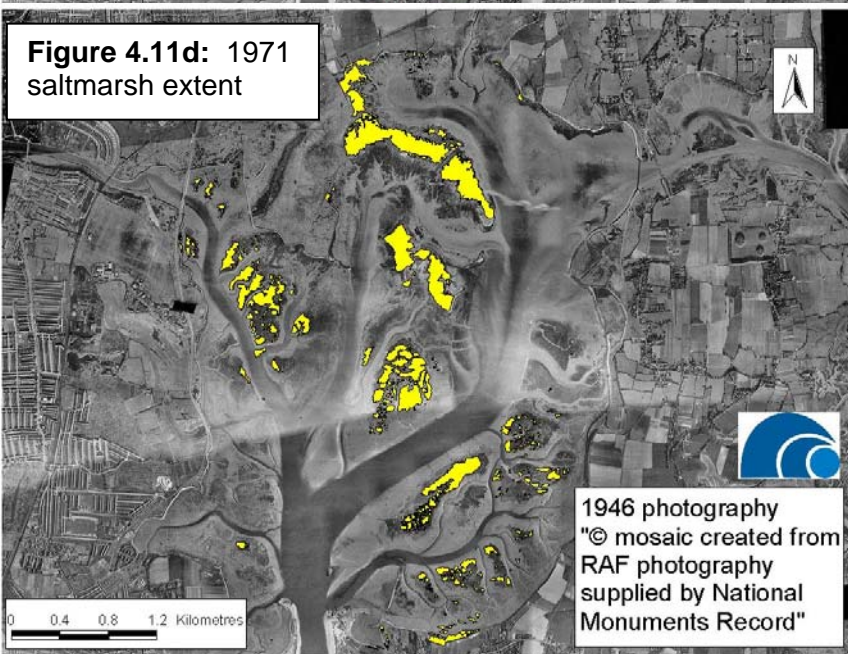 Figure 4.11d: 1971
saltmarsh extent
N
1946 photography
"© mosaic created from
RAF photography
supplied by National
Monuments Record"
0 0.4 0.8 1.2 Kilometres